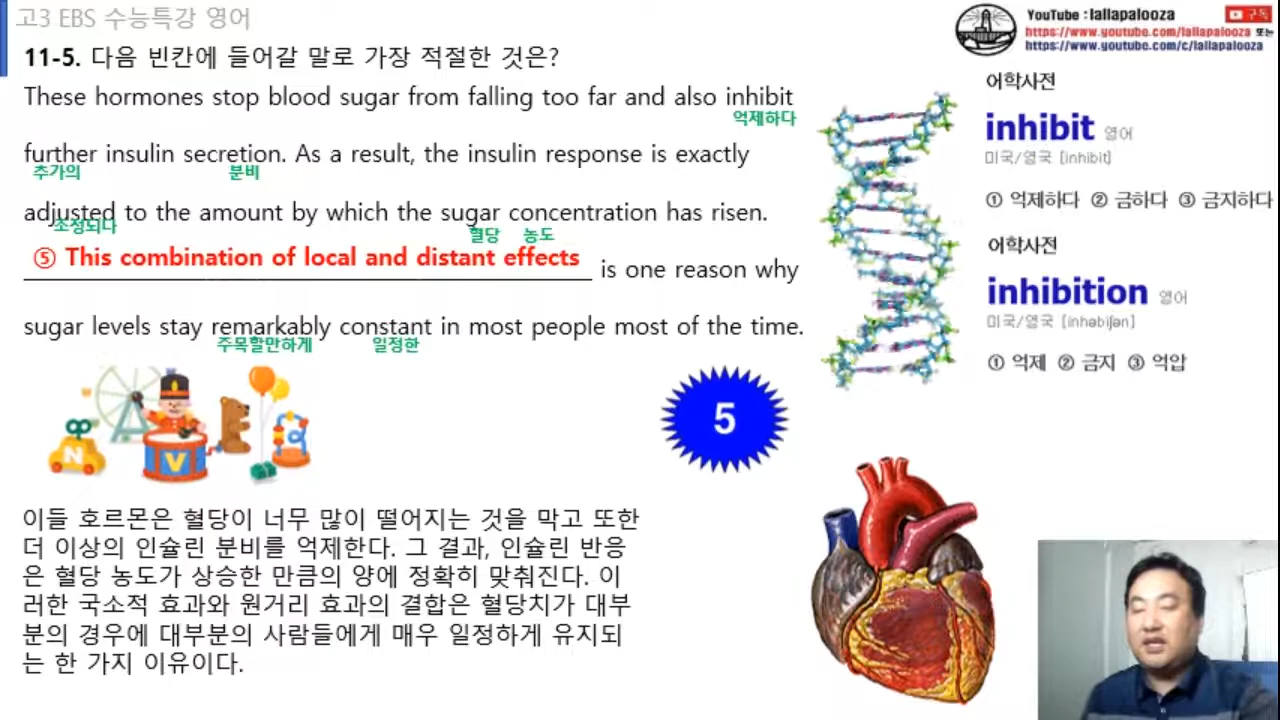 고3 EBS 수능특강 영어
YouTube : lallapalooza
구독
https://www.youtube.com/lallapalooza 또는
https://www.youtube.com/c/lallapalooza
11-5. 다음 빈칸에 들어갈 말로 가장 적절한 것은?
These hormones stop blood sugar from falling too far and also inhibit
억제하다
further insulin secretion. As a result, the insulin response is exactly
추가의 분비
adjusted to the amount by which the sugar concentration has risen.
조정되다 혈당 농도
⑤ This combination of local and distant effects is one reason why
sugar levels stay remarkably constant in most people most of the time.
주목할만하게 일정한
어학사전
inhibit 영어
미국/영국 [inhibit]
① 억제하다 ② 금하다 ③ 금지하다
어학사전
inhibition 영어
미국/영국 [ìnhəbíʃən]
① 억제 ② 금지 ③ 억압
5
A
N
V
이들 호르몬은 혈당이 너무 많이 떨어지는 것을 막고 또한
더 이상의 인슐린 분비를 억제한다. 그 결과, 인슐린 반응
은 혈당 농도가 상승한 만큼의 양에 정확히 맞춰진다. 이
러한 국소적 효과와 원거리 효과의 결합은 혈당치가 대부
분의 경우에 대부분의 사람들에게 매우 일정하게 유지되
는 한 가지 이유이다.